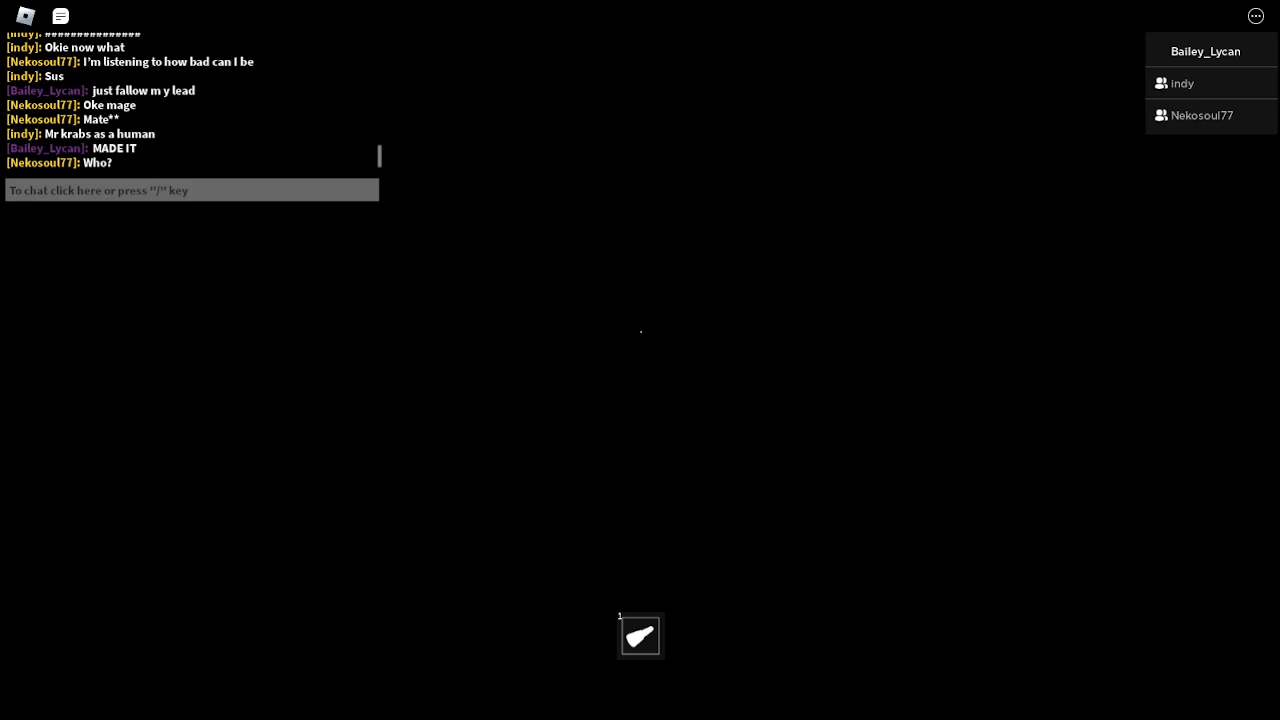 [indy]: ###############
[indy]: Okie now what
[Nekosoul77]: I'm listening to how bad can I be
[indy]: Sus
[Bailey_Lycan]: just fallow m y lead
[Nekosoul77]: Oke mage
[Nekosoul77]: Mate**
[indy]: Mr krabs as a human
[Bailey_Lycan]: MADE IT
[Nekosoul77]: Who?
To chat click here or press "/" key
Bailey_Lycan
indy
Nekosoul77
1